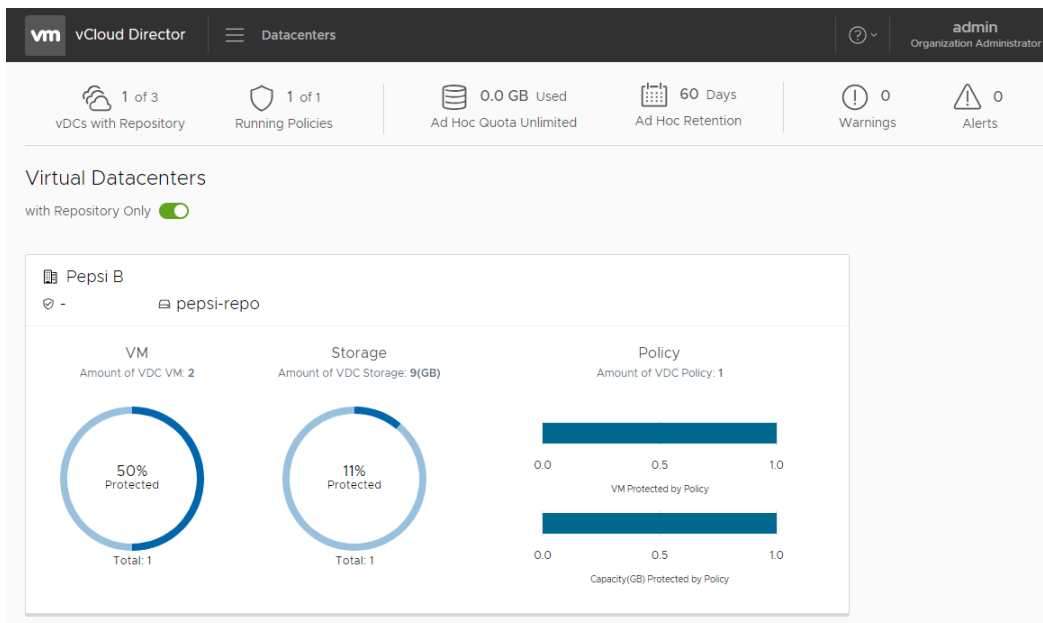 vm vCloud Director Datacenters
admin
Organization Administrator
1 of 3
vDCs with Repository
1 of 1
Running Policies
0.0 GB Used
Ad Hoc Quota Unlimited
60 Days
Ad Hoc Retention
0
Warnings
0
Alerts
Virtual Datacenters
with Repository Only
Pepsi B
- pepsi-repo
VM
Amount of VDC VM: 2
50%
Protected
Total: 1
Storage
Amount of VDC Storage: 9(GB)
11%
Protected
Total: 1
Policy
Amount of VDC Policy: 1
0.0 0.5 1.0
VM Protected by Policy
0.0 0.5 1.0
Capacity(GB) Protected by Policy